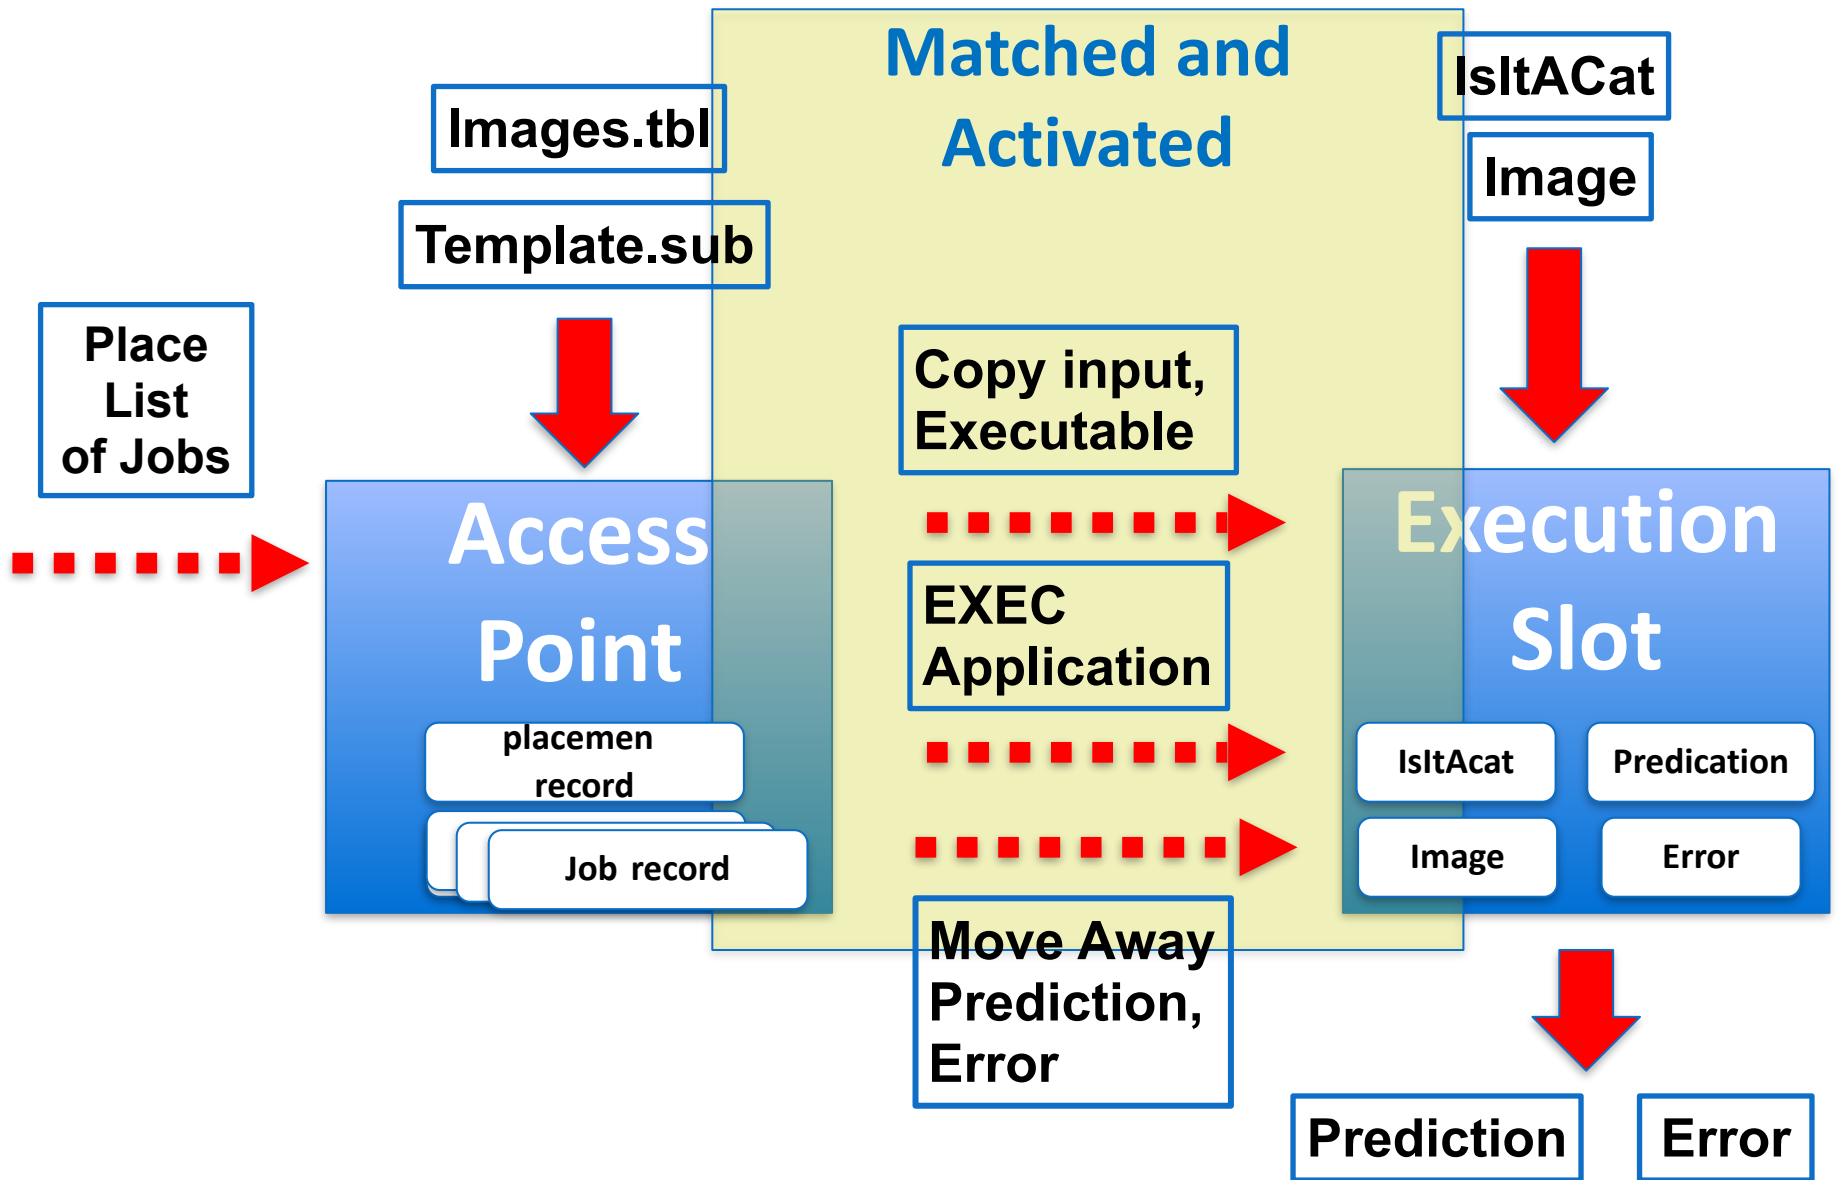 Matched and
Activated
IsItACat
Image
Images.tbl
Template.sub
Place
List
of Jobs
Copy input,
Executable
Access
Point
EXEC
Application
Execution
Slot
placemen
record
Job record
IsItAcat
Predication
Image
Error
Move Away
Prediction,
Error
Prediction
Error